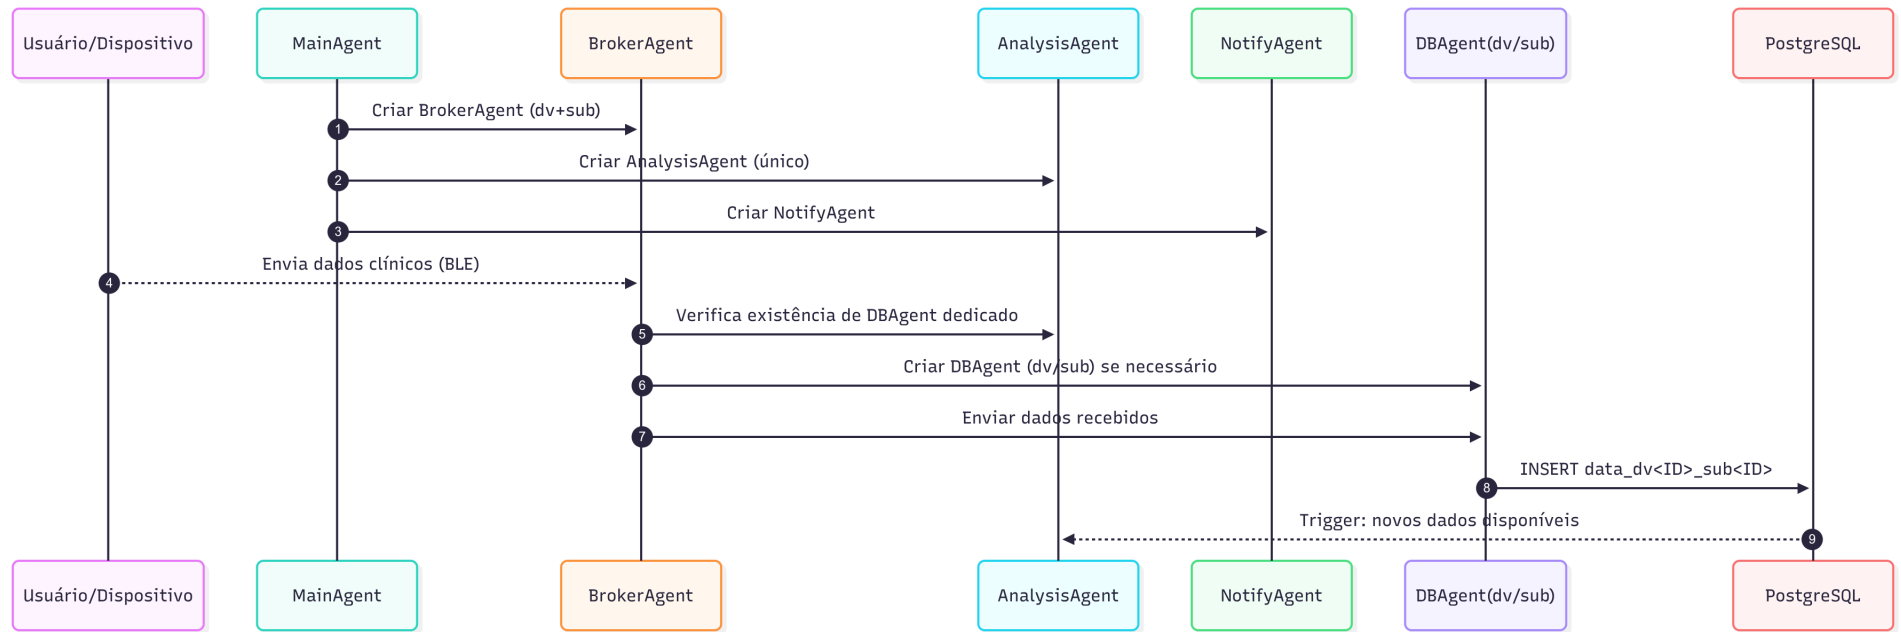 Usuário/Dispositivo
MainAgent
BrokerAgent
AnalysisAgent
NotifyAgent
DBAgent(dv/sub)
PostgreSQL
Criar BrokerAgent (dv+sub)
1
Criar AnalysisAgent (único)
2
Criar NotifyAgent
3
Envia dados clínicos (BLE)
4
Verifica existência de DBAgent dedicado
5
Criar DBAgent (dv/sub) se necessário
6
Enviar dados recebidos
7
INSERT data_dv<ID>_sub<ID>
8
Trigger: novos dados disponíveis
9
Usuário/Dispositivo
MainAgent
BrokerAgent
AnalysisAgent
NotifyAgent
DBAgent(dv/sub)
PostgreSQL